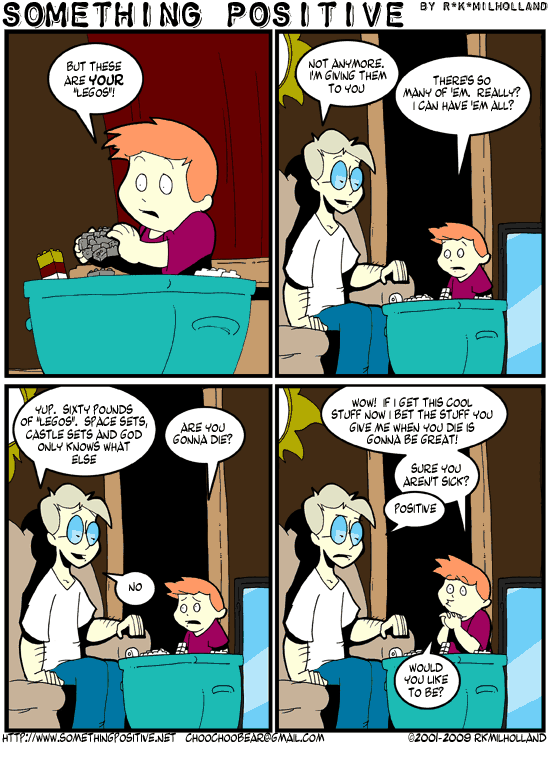 SOMETHING POSITIVE BY R*K*MILHOLLAND
BUT THESE
ARE YOUR
"LEGOS"!
NOT ANYMORE.
I'M GIVING THEM
TO YOU
THERE'S SO
MANY OF 'EM. REALLY?
I CAN HAVE 'EM ALL?
YUP. SIXTY POUNDS
OF "LEGOS". SPACE SETS,
CASTLE SETS AND GOD
ONLY KNOWS WHAT
ELSE
ARE YOU
GONNA DIE?
NO
WOW! IF I GET THIS COOL
STUFF NOW I BET THE STUFF YOU
GIVE ME WHEN YOU DIE IS
GONNA BE GREAT!
SURE YOU
AREN'T SICK?
POSITIVE
WOULD
YOU LIKE
TO BE?
HTTP://WWW.SOMETHINGPOSITIVE.NET CHOOCHOOBEAR@GMAIL.COM ©2001-2009 RKMILHOLLAND